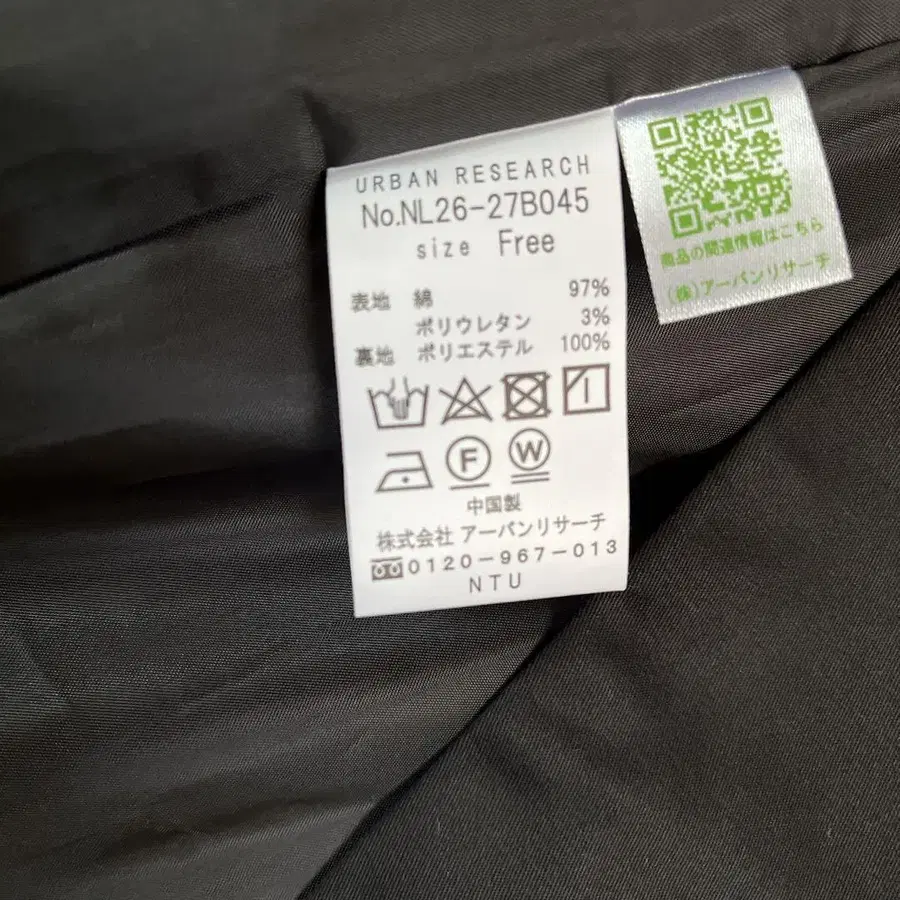 URBAN RESEARCH
No.NL26-27B045
size Free
表地 綿 97%
ポリウレタン 3%
裏地 ポリエステル 100%
F W
中国製
株式会社 アーバンリサーチ
0120-967-013
NTU
商品の関連情報はこちら
(株)アーバンリサーチ